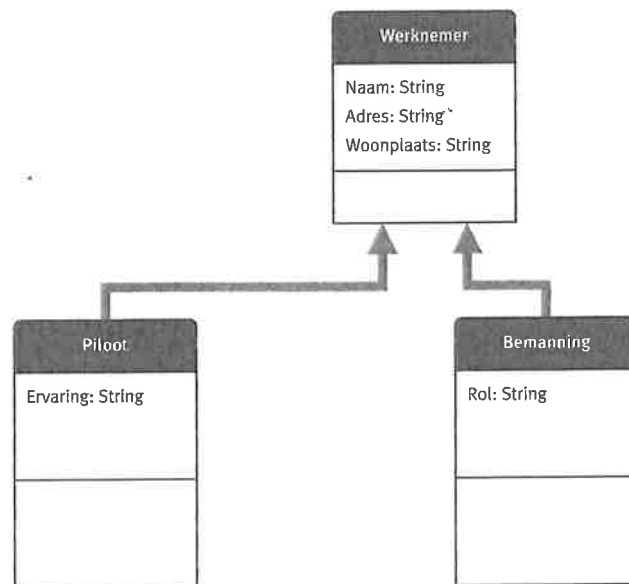 Werknemer
Naam: String
Adres: String
Woonplaats: String
Piloot
Ervaring: String
Bemanning
Rol: String